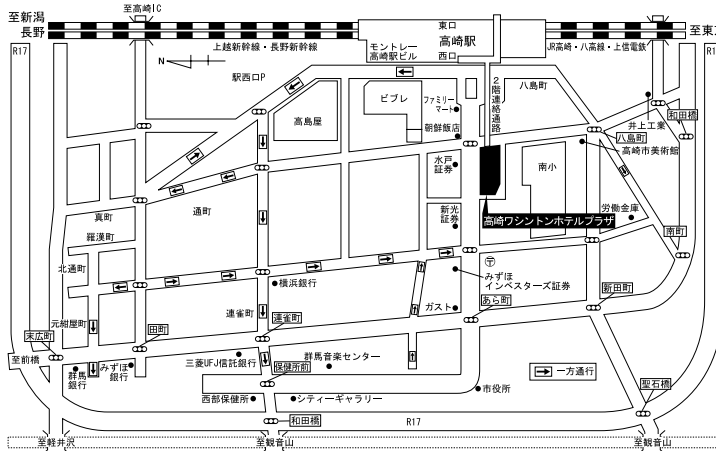 至新潟
長野
至高崎IC
東口
高崎駅
西口
至東京
R17
上越新幹線・長野新幹線
モントレー
高崎駅ビル
JR高崎・八高線・上信電鉄
R17
N
駅西口P
2階連絡通路
八島町
ビブレ
ファミリー
マート
高島屋
朝鮮飯店
井上工業
和田橋
八島町
高崎市美術館
水戸
証券
南小
真町
通町
新光
証券
労働金庫
高崎ワシントンホテルプラザ
羅漢町
南町
北通町
〒
みずほ
インベスターズ証券
横浜銀行
新田町
ガスト
あら町
元紺屋町
連雀町
連雀町
末広町
田町
至前橋
群馬
銀行
みずほ
銀行
三菱UFJ信託銀行
群馬音楽センター
保健所前
一方通行
聖石橋
市役所
西部保健所
シティーギャラリー
和田橋
R17
至軽井沢
至観音山
至観音山